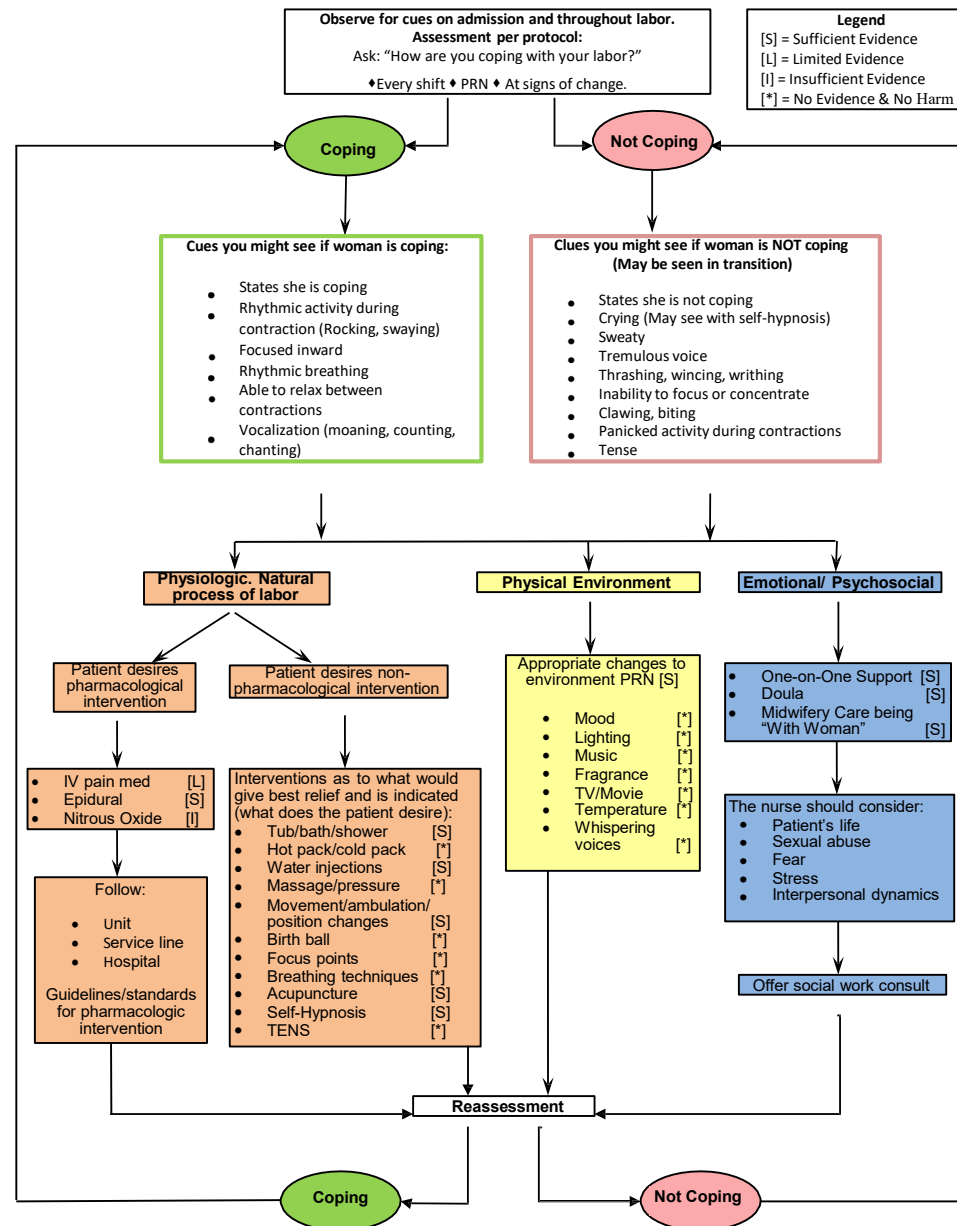 Observe for cues on admission and throughout labor.
Assessment per protocol:
Ask: “How are you coping with your labor?”
♦Every shift ♦ PRN ♦ At signs of change.
Legend
[S] = Sufficient Evidence
[L] = Limited Evidence
[I] = Insufficient Evidence
[*] = No Evidence & No Harm
Coping
Not Coping
Cues you might see if woman is coping:
• States she is coping
• Rhythmic activity during
contraction (Rocking, swaying)
• Focused inward
• Rhythmic breathing
• Able to relax between
contractions
• Vocalization (moaning, counting,
chanting)
Clues you might see if woman is NOT coping
(May be seen in transition)
• States she is not coping
• Crying (May see with self-hypnosis)
• Sweaty
• Tremulous voice
• Thrashing, wincing, writhing
• Inability to focus or concentrate
• Clawing, biting
• Panicked activity during contractions
• Tense
Physiologic. Natural
process of labor
Patient desires
pharmacological
intervention
• IV pain med [L]
• Epidural [S]
• Nitrous Oxide [I]
Follow:
• Unit
• Service line
• Hospital
Guidelines/standards
for pharmacologic
intervention
Patient desires non-
pharmacological intervention
Interventions as to what would
give best relief and is indicated
(what does the patient desire):
• Tub/bath/shower [S]
• Hot pack/cold pack [*]
• Water injections [S]
• Massage/pressure [*]
• Movement/ambulation/
position changes [S]
• Birth ball [*]
• Focus points [*]
• Breathing techniques [*]
• Acupuncture [S]
• Self-Hypnosis [S]
• TENS [*]
Physical Environment
Appropriate changes to
environment PRN [S]
• Mood [*]
• Lighting [*]
• Music [*]
• Fragrance [*]
• TV/Movie [*]
• Temperature [*]
• Whispering
voices [*]
Emotional/ Psychosocial
• One-on-One Support [S]
• Doula [S]
• Midwifery Care being
“With Woman” [S]
The nurse should consider:
• Patient’s life
• Sexual abuse
• Fear
• Stress
• Interpersonal dynamics
Offer social work consult
Reassessment
Coping
Not Coping